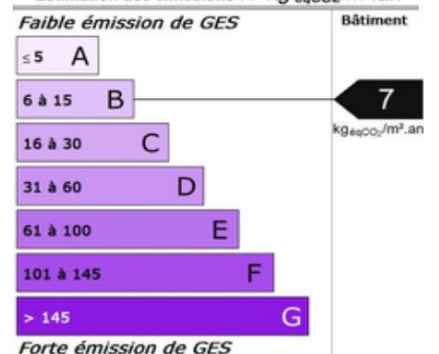 Faible émission de GES
Bâtiment
≤ 5 A
6 à 15 B
7
kgéqCO₂/m².an
16 à 30 C
31 à 60 D
61 à 100 E
101 à 145 F
> 145 G
Forte émission de GES